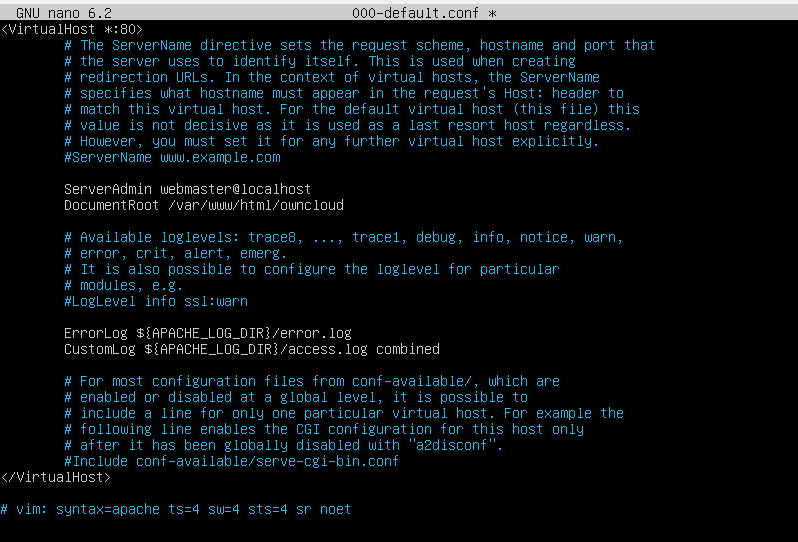 GNU nano 6.2 000-default.conf *
<VirtualHost *:80>
# The ServerName directive sets the request scheme, hostname and port that
# the server uses to identify itself. This is used when creating
# redirection URLs. In the context of virtual hosts, the ServerName
# specifies what hostname must appear in the request's Host: header to
# match this virtual host. For the default virtual host (this file) this
# value is not decisive as it is used as a last resort host regardless.
# However, you must set it for any further virtual host explicitly.
#ServerName www.example.com
ServerAdmin webmaster@localhost
DocumentRoot /var/www/html/owncloud
# Available loglevels: trace8, ..., trace1, debug, info, notice, warn,
# error, crit, alert, emerg.
# It is also possible to configure the loglevel for particular
# modules, e.g.
#LogLevel info ssl:warn
ErrorLog ${APACHE_LOG_DIR}/error.log
CustomLog ${APACHE_LOG_DIR}/access.log combined
# For most configuration files from conf-available/, which are
# enabled or disabled at a global level, it is possible to
# include a line for only one particular virtual host. For example the
# following line enables the CGI configuration for this host only
# after it has been globally disabled with "a2disconf".
#Include conf-available/serve-cgi-bin.conf
</VirtualHost>
# vim: syntax=apache ts=4 sw=4 sts=4 sr noet